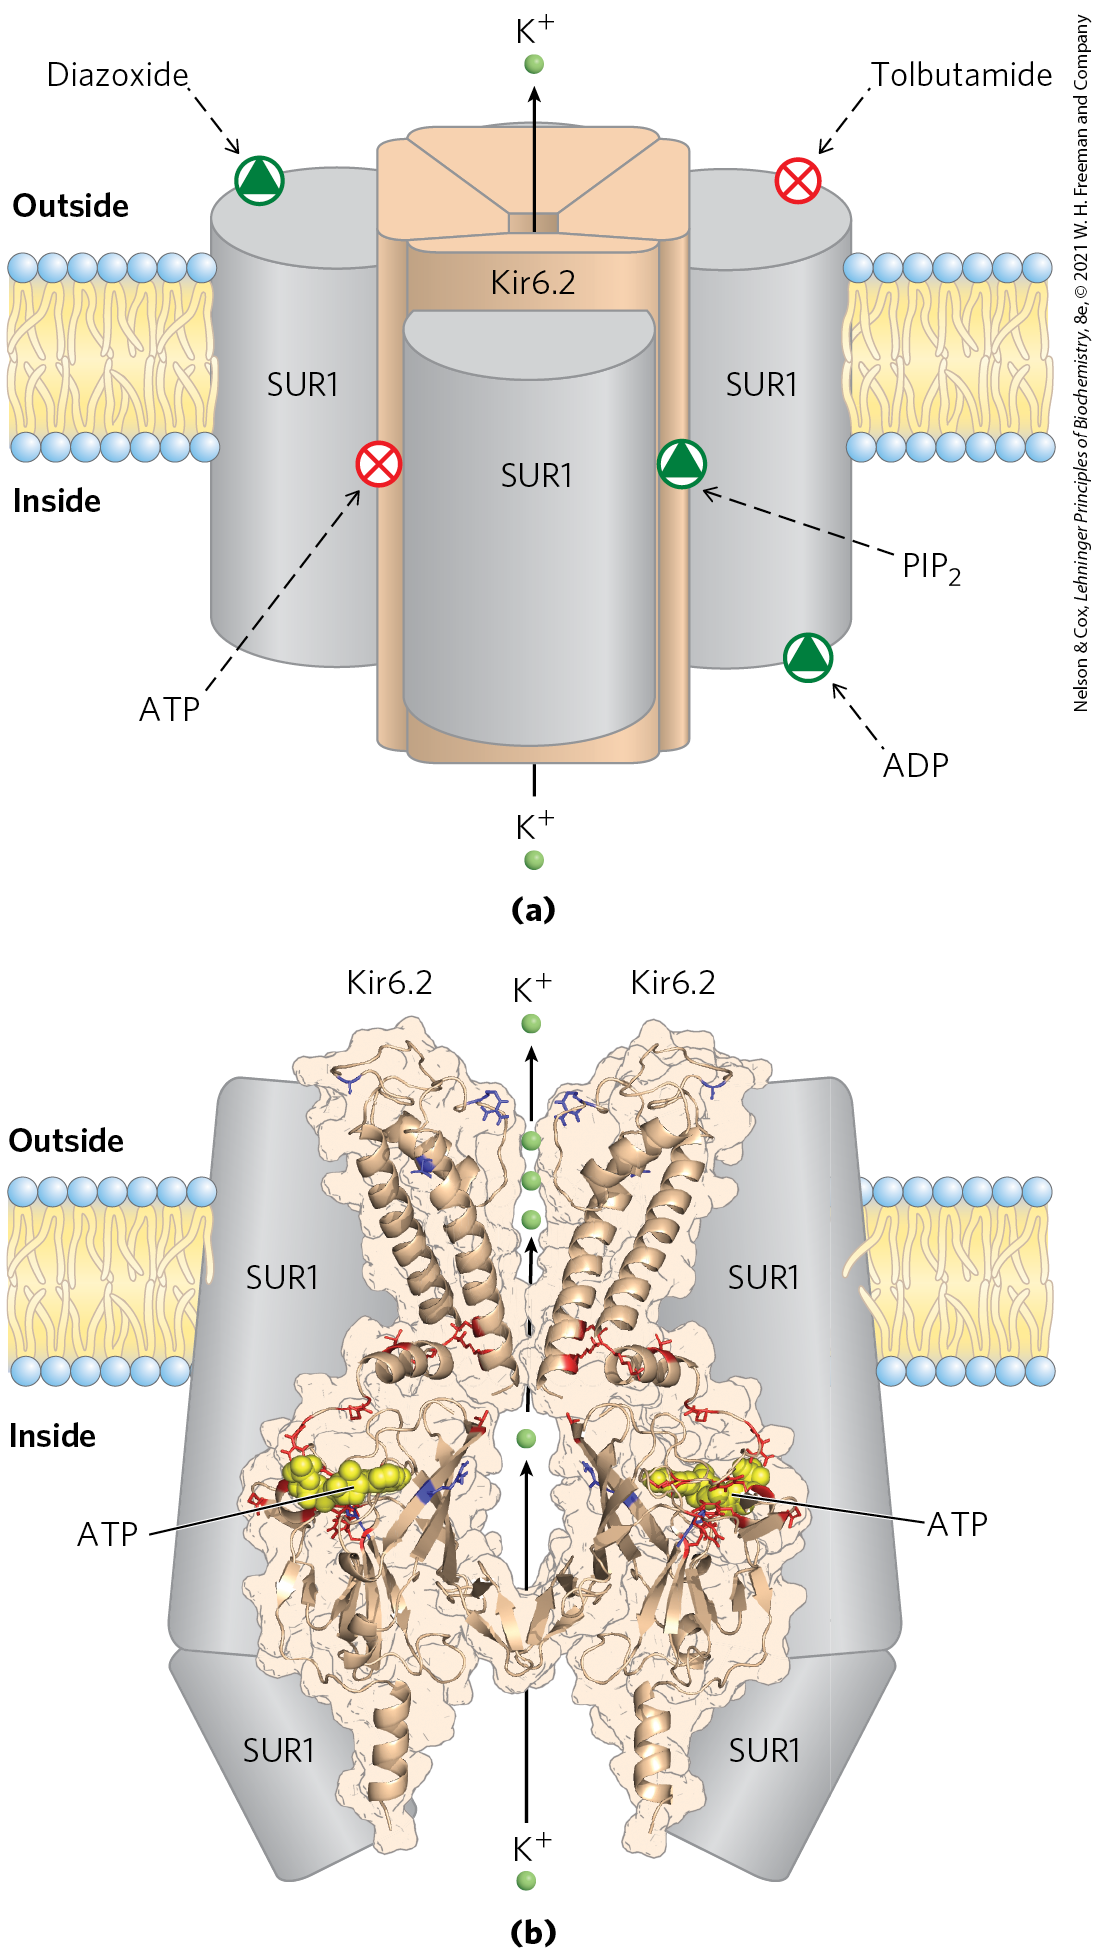 K⁺
Diazoxide
Tolbutamide
Outside
Kir6.2
SUR1
SUR1
SUR1
Inside
PIP₂
ATP
ADP
K⁺
(a)
Nelson & Cox, Lehninger Principles of Biochemistry, 8e, © 2021 W. H. Freeman and Company
Kir6.2
K⁺
Kir6.2
Outside
SUR1
SUR1
Inside
ATP
ATP
SUR1
SUR1
K⁺
(b)